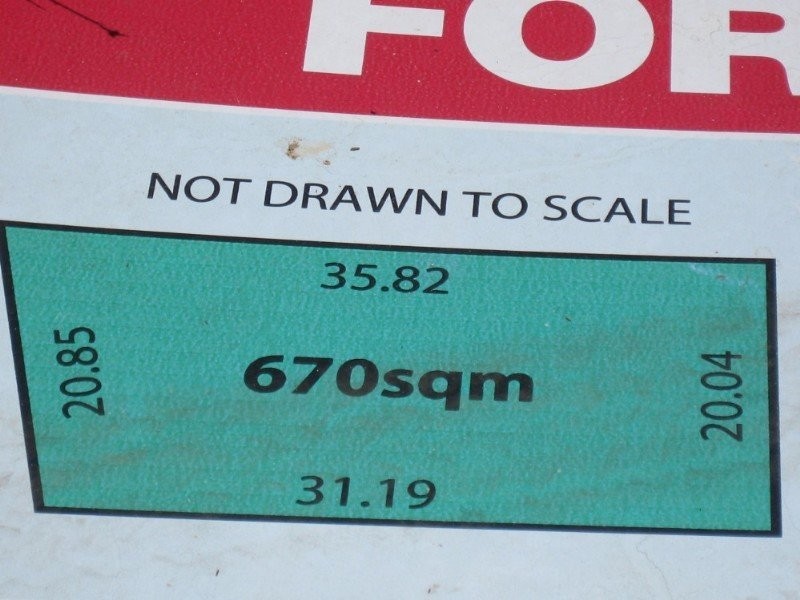 FOR
NOT DRAWN TO SCALE
35.82
20.85
670sqm
20.04
31.19